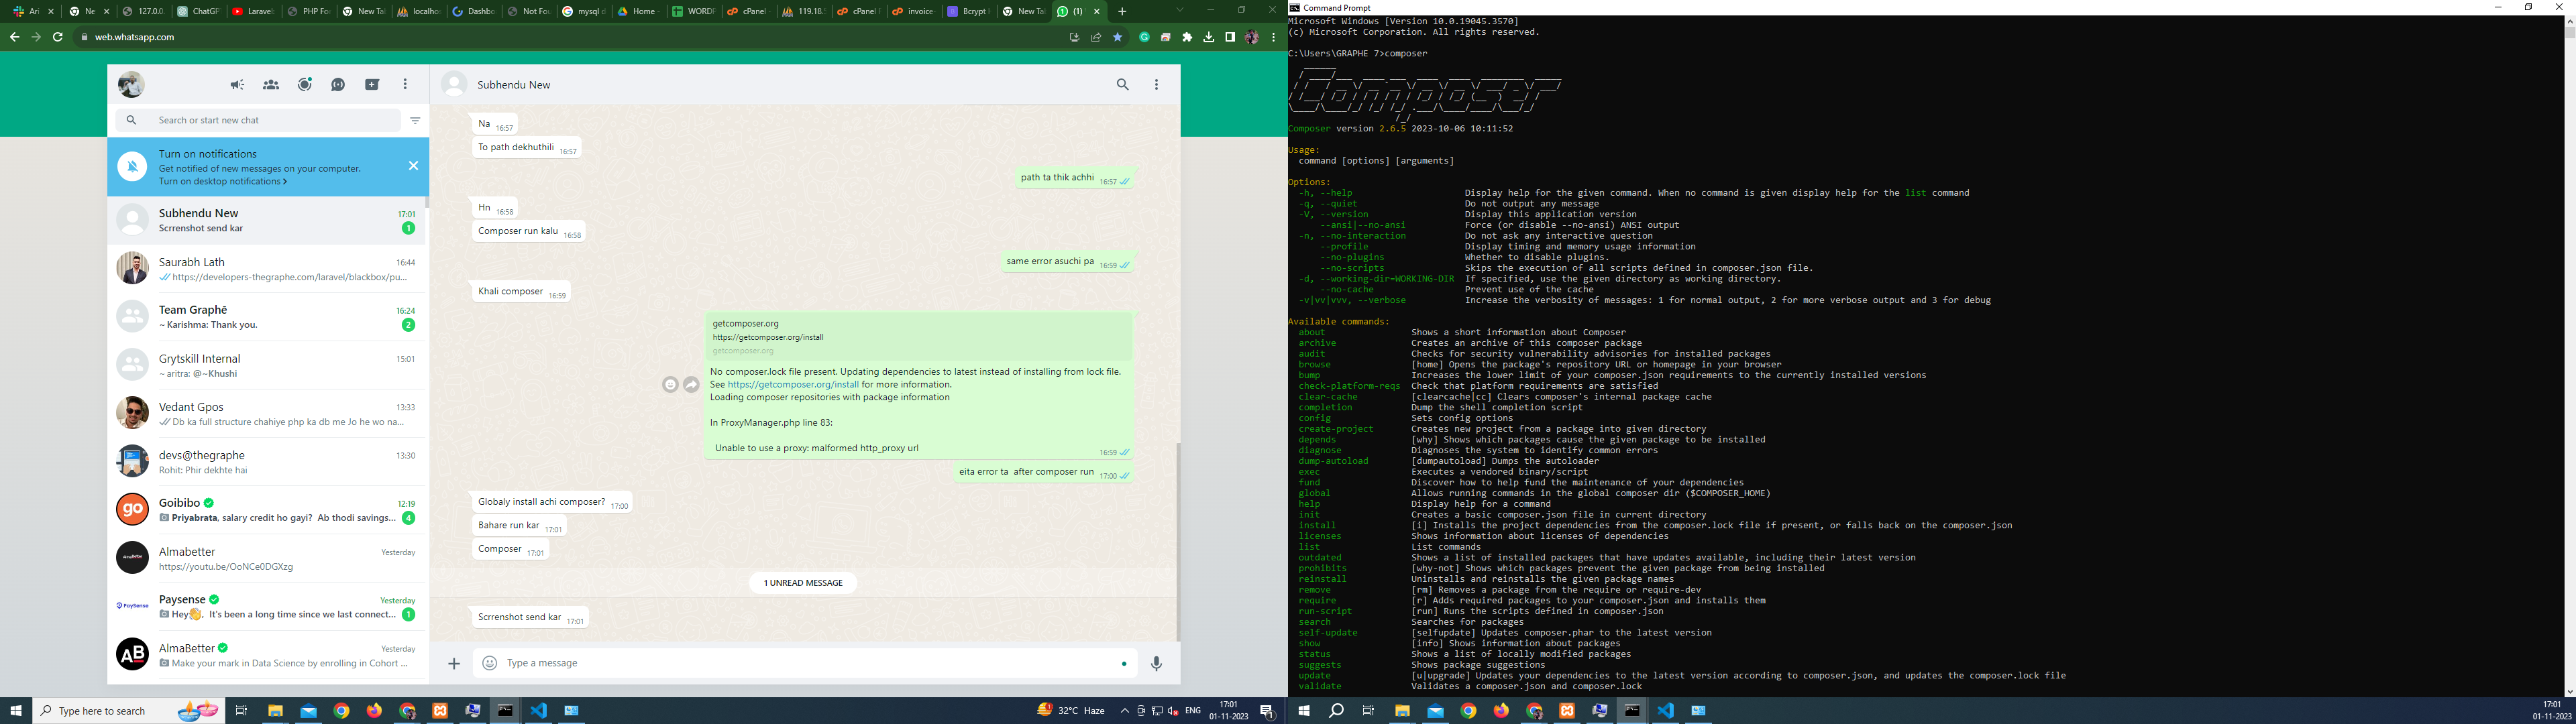 Ari
Ne
127.0.0.
ChatGP
Laravel
PHP Fo
New Tab
localho
Dashbo
Not Fou
mysql d
Home -
WORDP
cPanel
119.18.
cPanel F
invoice
Bcrypt
New Tab
(1)
web.whatsapp.com
Subhendu New
Search or start new chat
Turn on notifications
Get notified of new messages on your computer.
Turn on desktop notifications >
Subhendu New 17:01
Scrrenshot send kar 1
Saurabh Lath 16:44
https://developers-thegraphe.com/laravel/blackbox/pu...
Team Graphē 16:24
~ Karishma: Thank you. 2
Grytskill Internal 15:01
~ aritra: @~Khushi
Vedant Gpos 13:33
Db ka full structure chahiye php ka db me Jo he wo na...
devs@thegraphe 13:30
Rohit: Phir dekhte hai
go
Goibibo 12:19
Priyabrata, salary credit ho gayi? Ab thodi savings... 4
Almabetter Yesterday
https://youtu.be/OoNCe0DGXzg
PaySense
Paysense Yesterday
Hey👋. It's been a long time since we last connect... 1
AB
AlmaBetter Yesterday
Make your mark in Data Science by enrolling in Cohort ...
Na 16:57
To path dekhuthili 16:57
path ta thik achhi 16:57
Hn 16:58
Composer run kalu 16:58
same error asuchi pa 16:59
Khali composer 16:59
getcomposer.org
https://getcomposer.org/install
getcomposer.org
No composer.lock file present. Updating dependencies to latest instead of installing from lock file.
See https://getcomposer.org/install for more information.
Loading composer repositories with package information
In ProxyManager.php line 83:
Unable to use a proxy: malformed http_proxy url 16:59
eita error ta after composer run 17:00
Globaly install achi composer? 17:00
Bahare run kar 17:01
Composer 17:01
1 UNREAD MESSAGE
Scrrenshot send kar 17:01
Type a message
Type here to search
32°C Haze
ENG
17:01
01-11-2023
1
Command Prompt
Microsoft Windows [Version 10.0.19045.3570]
(c) Microsoft Corporation. All rights reserved.
C:\Users\GRAPHE 7>composer
Composer
Composer version 2.6.5 2023-10-06 10:11:52
Usage:
command [options] [arguments]
Options:
-h, --help Display help for the given command. When no command is given display help for the list command
-q, --quiet Do not output any message
-V, --version Display this application version
--ansi|--no-ansi Force (or disable --no-ansi) ANSI output
-n, --no-interaction Do not ask any interactive question
--profile Display timing and memory usage information
--no-plugins Whether to disable plugins.
--no-scripts Skips the execution of all scripts defined in composer.json file.
-d, --working-dir=WORKING-DIR If specified, use the given directory as working directory.
--no-cache Prevent use of the cache
-v|vv|vvv, --verbose Increase the verbosity of messages: 1 for normal output, 2 for more verbose output and 3 for debug
Available commands:
about Shows a short information about Composer
archive Creates an archive of this composer package
audit Checks for security vulnerability advisories for installed packages
browse [home] Opens the package's repository URL or homepage in your browser
bump Increases the lower limit of your composer.json requirements to the currently installed versions
check-platform-reqs Check that platform requirements are satisfied
clear-cache [clearcache|cc] Clears composer's internal package cache
completion Dump the shell completion script
config Sets config options
create-project Creates new project from a package into given directory
depends [why] Shows which packages cause the given package to be installed
diagnose Diagnoses the system to identify common errors
dump-autoload [dumpautoload] Dumps the autoloader
exec Executes a vendored binary/script
fund Discover how to help fund the maintenance of your dependencies
global Allows running commands in the global composer dir ($COMPOSER_HOME)
help Display help for a command
init Creates a basic composer.json file in current directory
install [i] Installs the project dependencies from the composer.lock file if present, or falls back on the composer.json
licenses Shows information about licenses of dependencies
list List commands
outdated Shows a list of installed packages that have updates available, including their latest version
prohibits [why-not] Shows which packages prevent the given package from being installed
reinstall Uninstalls and reinstalls the given package names
remove [rm] Removes a package from the require or require-dev
require [r] Adds required packages to your composer.json and installs them
run-script [run] Runs the scripts defined in composer.json
search Searches for packages
self-update [selfupdate] Updates composer.phar to the latest version
show [info] Shows information about packages
status Shows a list of locally modified packages
suggests Shows package suggestions
update [u|upgrade] Updates your dependencies to the latest version according to composer.json, and updates the composer.lock file
validate Validates a composer.json and composer.lock
17:01
01-11-2023